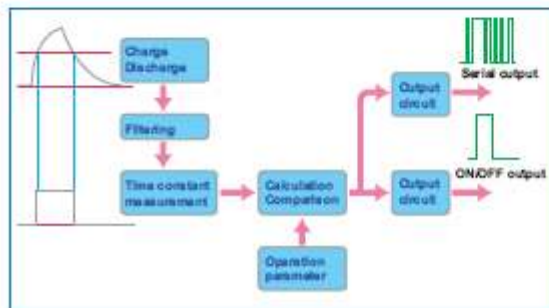 Charge
Discharge
Filtering
Time constant
measurement
Calculation
Comparison
Operation
parameter
Output
circuit
Serial output
Output
circuit
ON/OFF output